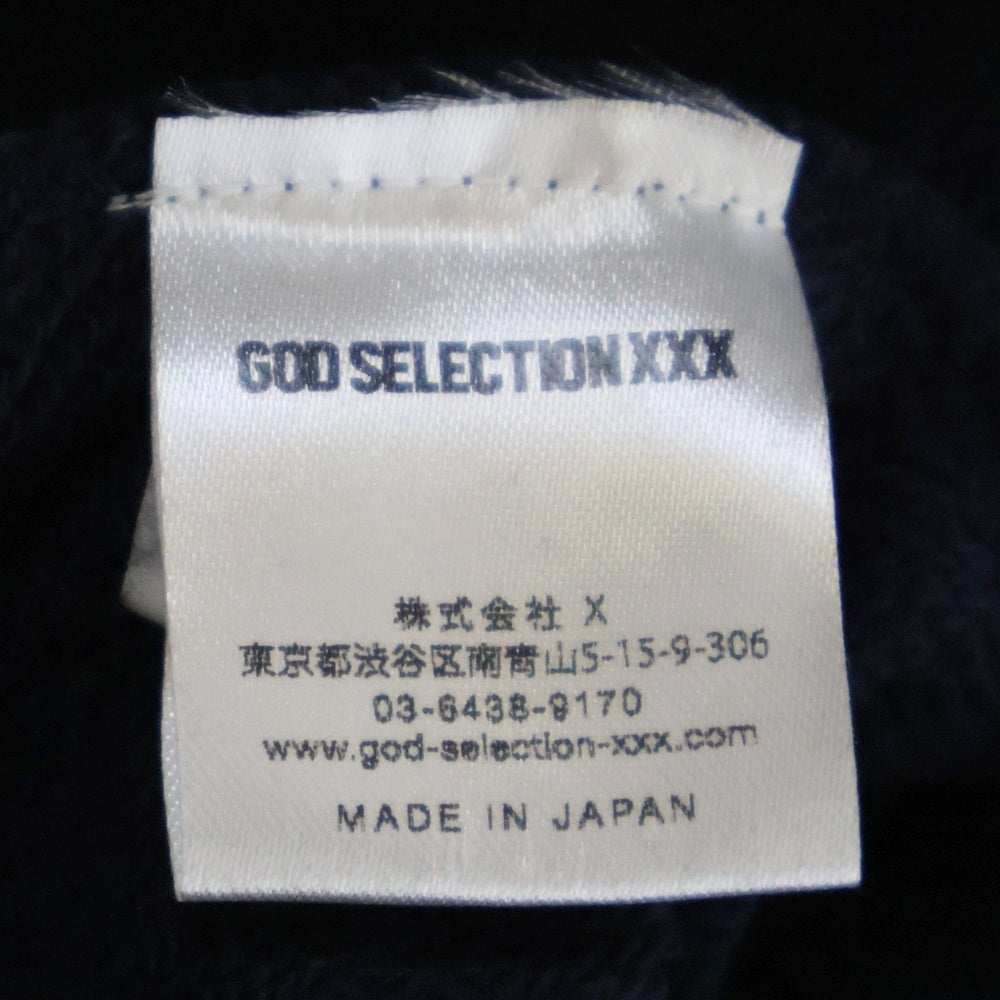 GOD SELECTION XXX
株式会社 X
東京都渋谷区南青山5-15-9-306
03-6438-9170
www.god-selection-xxx.com
MADE IN JAPAN